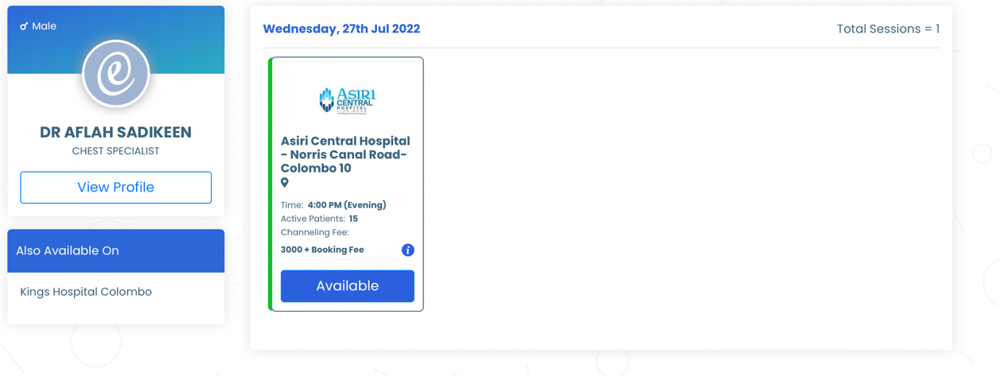 Male
DR AFLAH SADIKEEN
CHEST SPECIALIST
View Profile
Also Available On
Kings Hospital Colombo
Wednesday, 27th Jul 2022
Total Sessions = 1
ASIRI
CENTRAL
HOSPITAL
Asiri Central Hospital
- Norris Canal Road-
Colombo 10
Time: 4:00 PM (Evening)
Active Patients: 15
Channeling Fee:
3000 + Booking Fee
Available